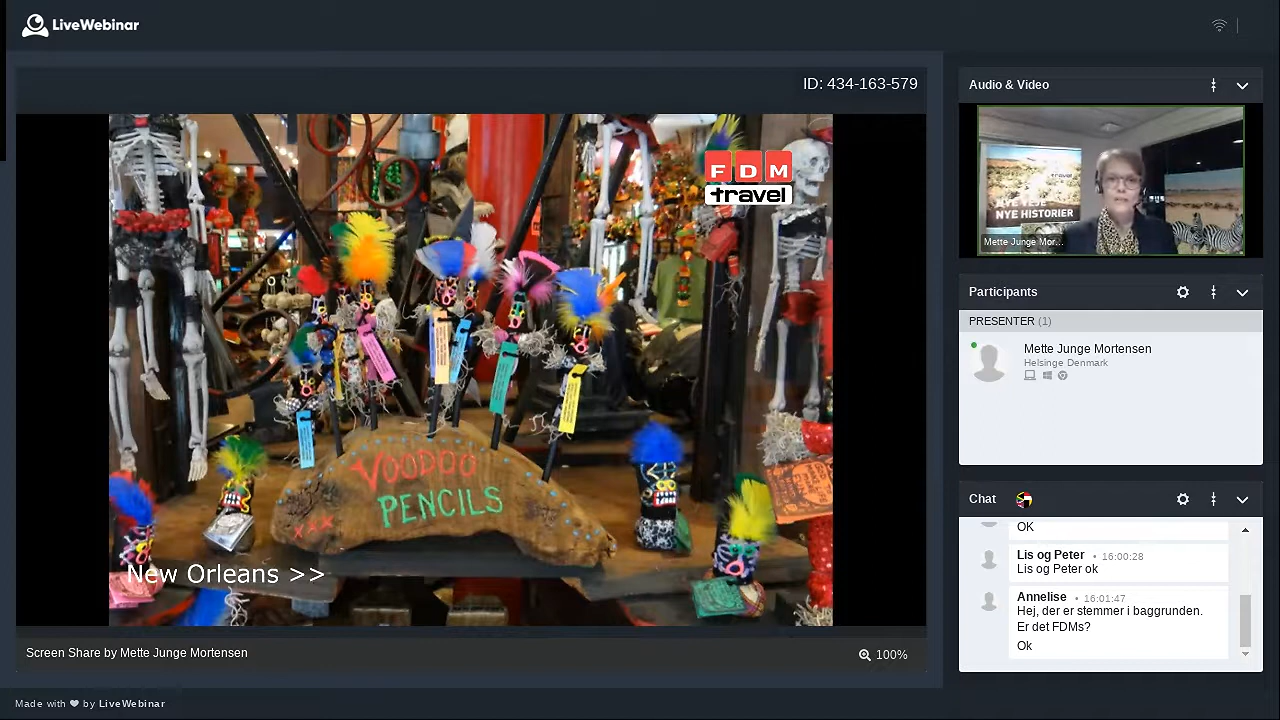 LiveWebinar
ID: 434-163-579
FDM
travel
VOODOO
PENCILS
XXX
New Orleans >>
Screen Share by Mette Junge Mortensen
100%
Made with ❤ by LiveWebinar
Audio & Video
travel
NYE VEJE
NYE HISTORIER
Mette Junge Mor...
Participants
PRESENTER (1)
Mette Junge Mortensen
Helsinge Denmark
Chat
OK
Lis og Peter • 16:00:28
Lis og Peter ok
Annelise • 16:01:47
Hej, der er stemmer i baggrunden.
Er det FDMs?
Ok